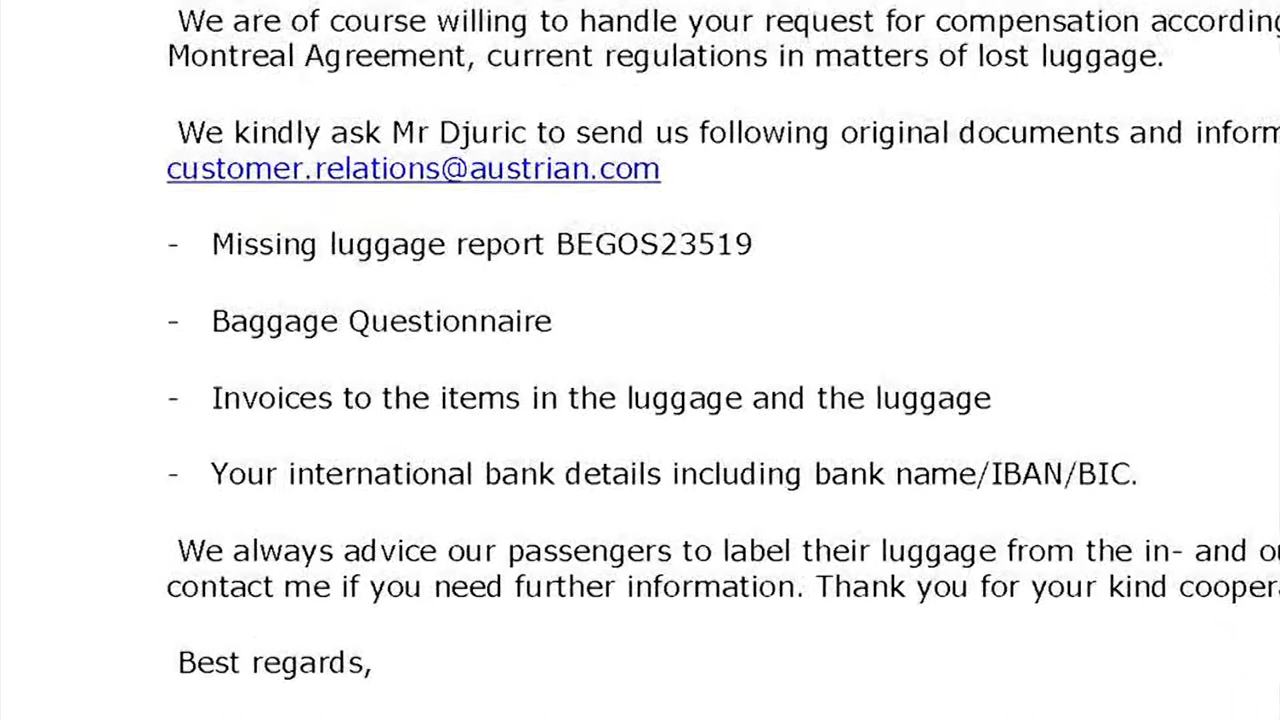 We are of course willing to handle your request for compensation according
Montreal Agreement, current regulations in matters of lost luggage.
We kindly ask Mr Djuric to send us following original documents and inform
customer.relations@austrian.com
- Missing luggage report BEGOS23519
- Baggage Questionnaire
- Invoices to the items in the luggage and the luggage
- Your international bank details including bank name/IBAN/BIC.
We always advice our passengers to label their luggage from the in- and ou
contact me if you need further information. Thank you for your kind cooper
Best regards,